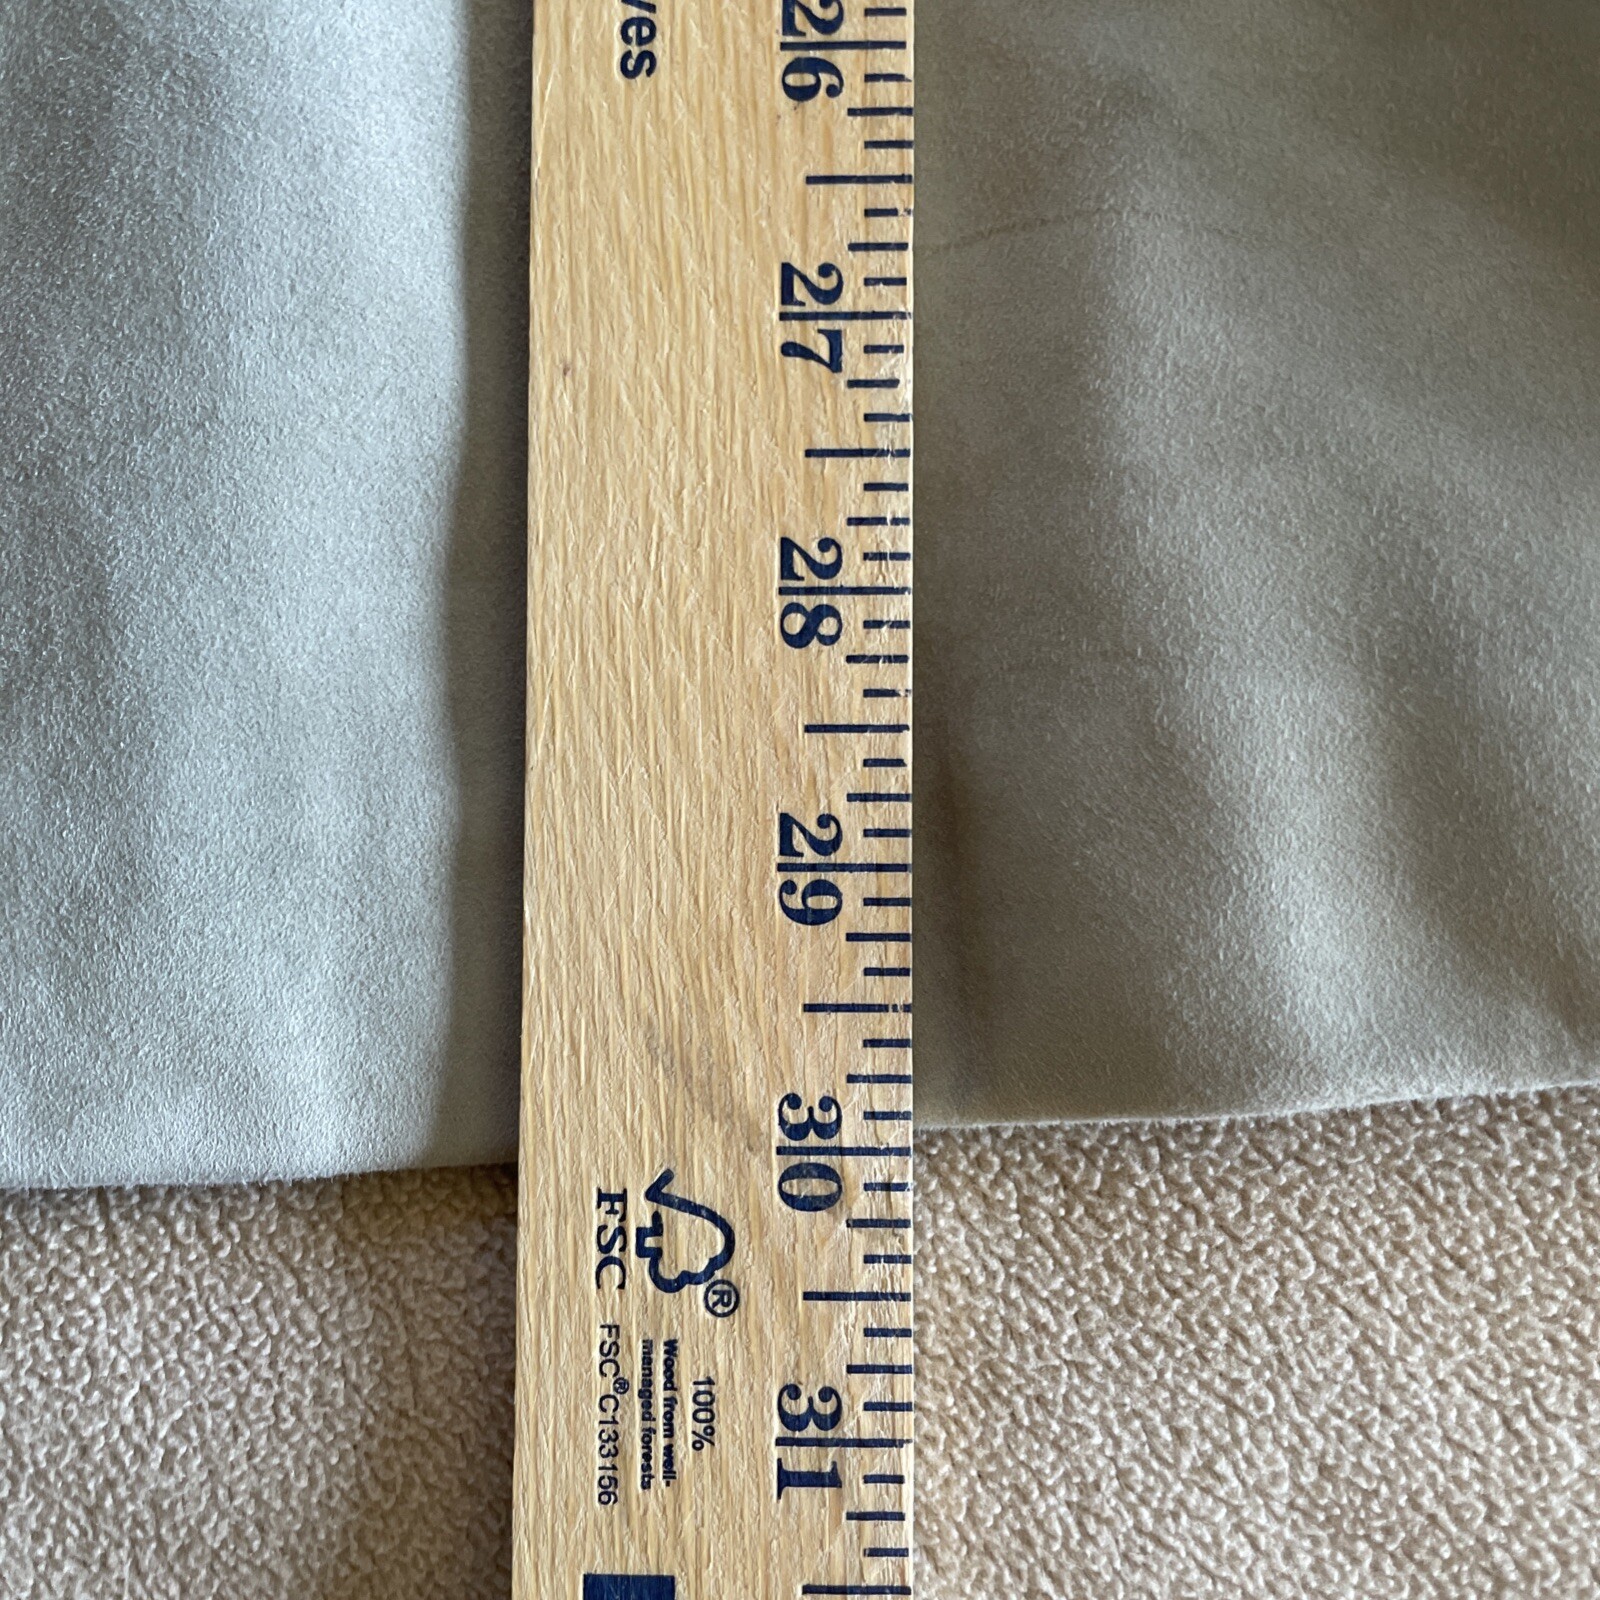 ves
26
27
28
29
30
31
FSC®
100%
Wood from well-
managed forests
FSC® C133156